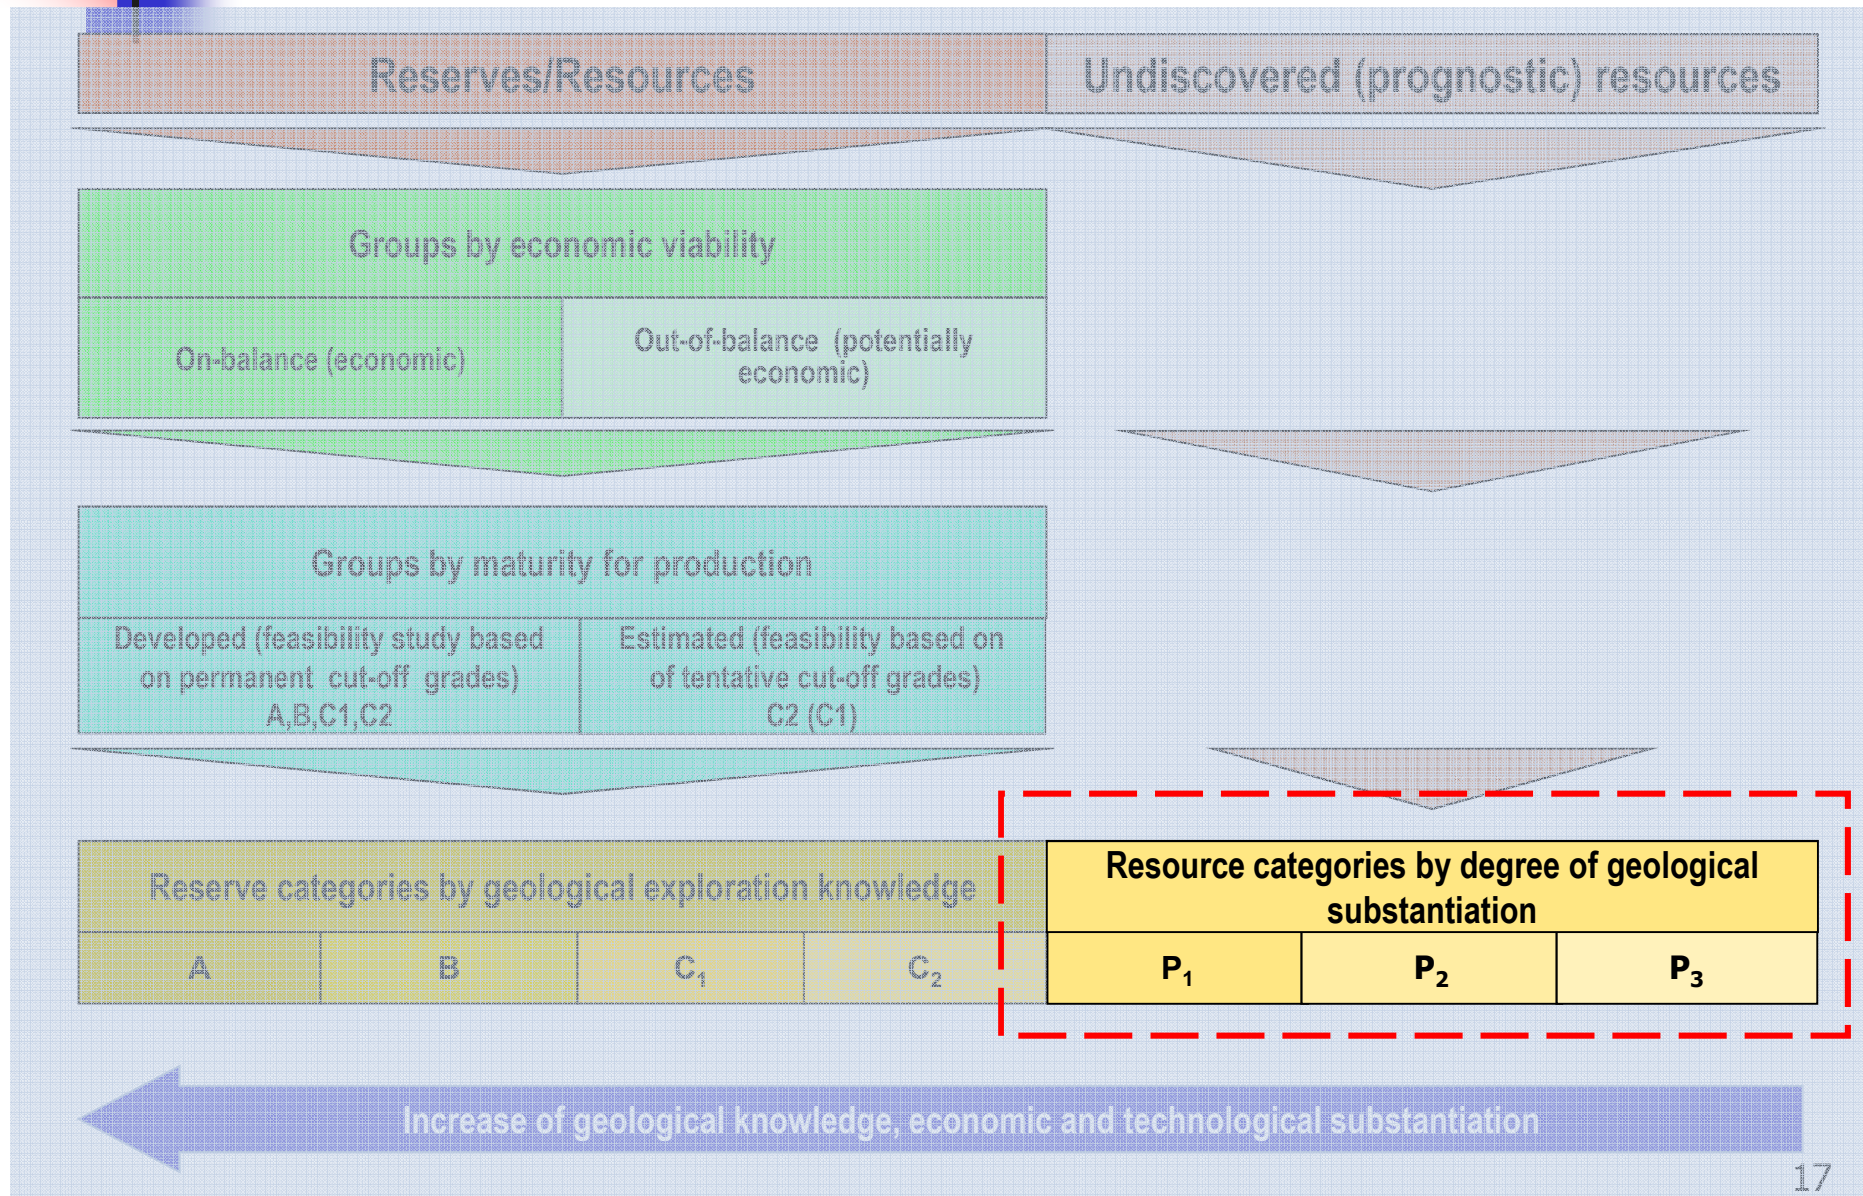 Reserves/Resources
Undiscovered (prognostic) resources
Groups by economic viability
On-balance (economic)
Out-of-balance (potentially
economic)
Groups by maturity for production
Developed (feasibility study based
on permanent cut-off grades)
A,B,C1,C2
Estimated (feasibility based on
of tentative cut-off grades)
C2 (C1)
Reserve categories by geological exploration knowledge
Resource categories by degree of geological
substantiation
A
B
C₁
C₂
P₁
P₂
P₃
Increase of geological knowledge, economic and technological substantiation
17